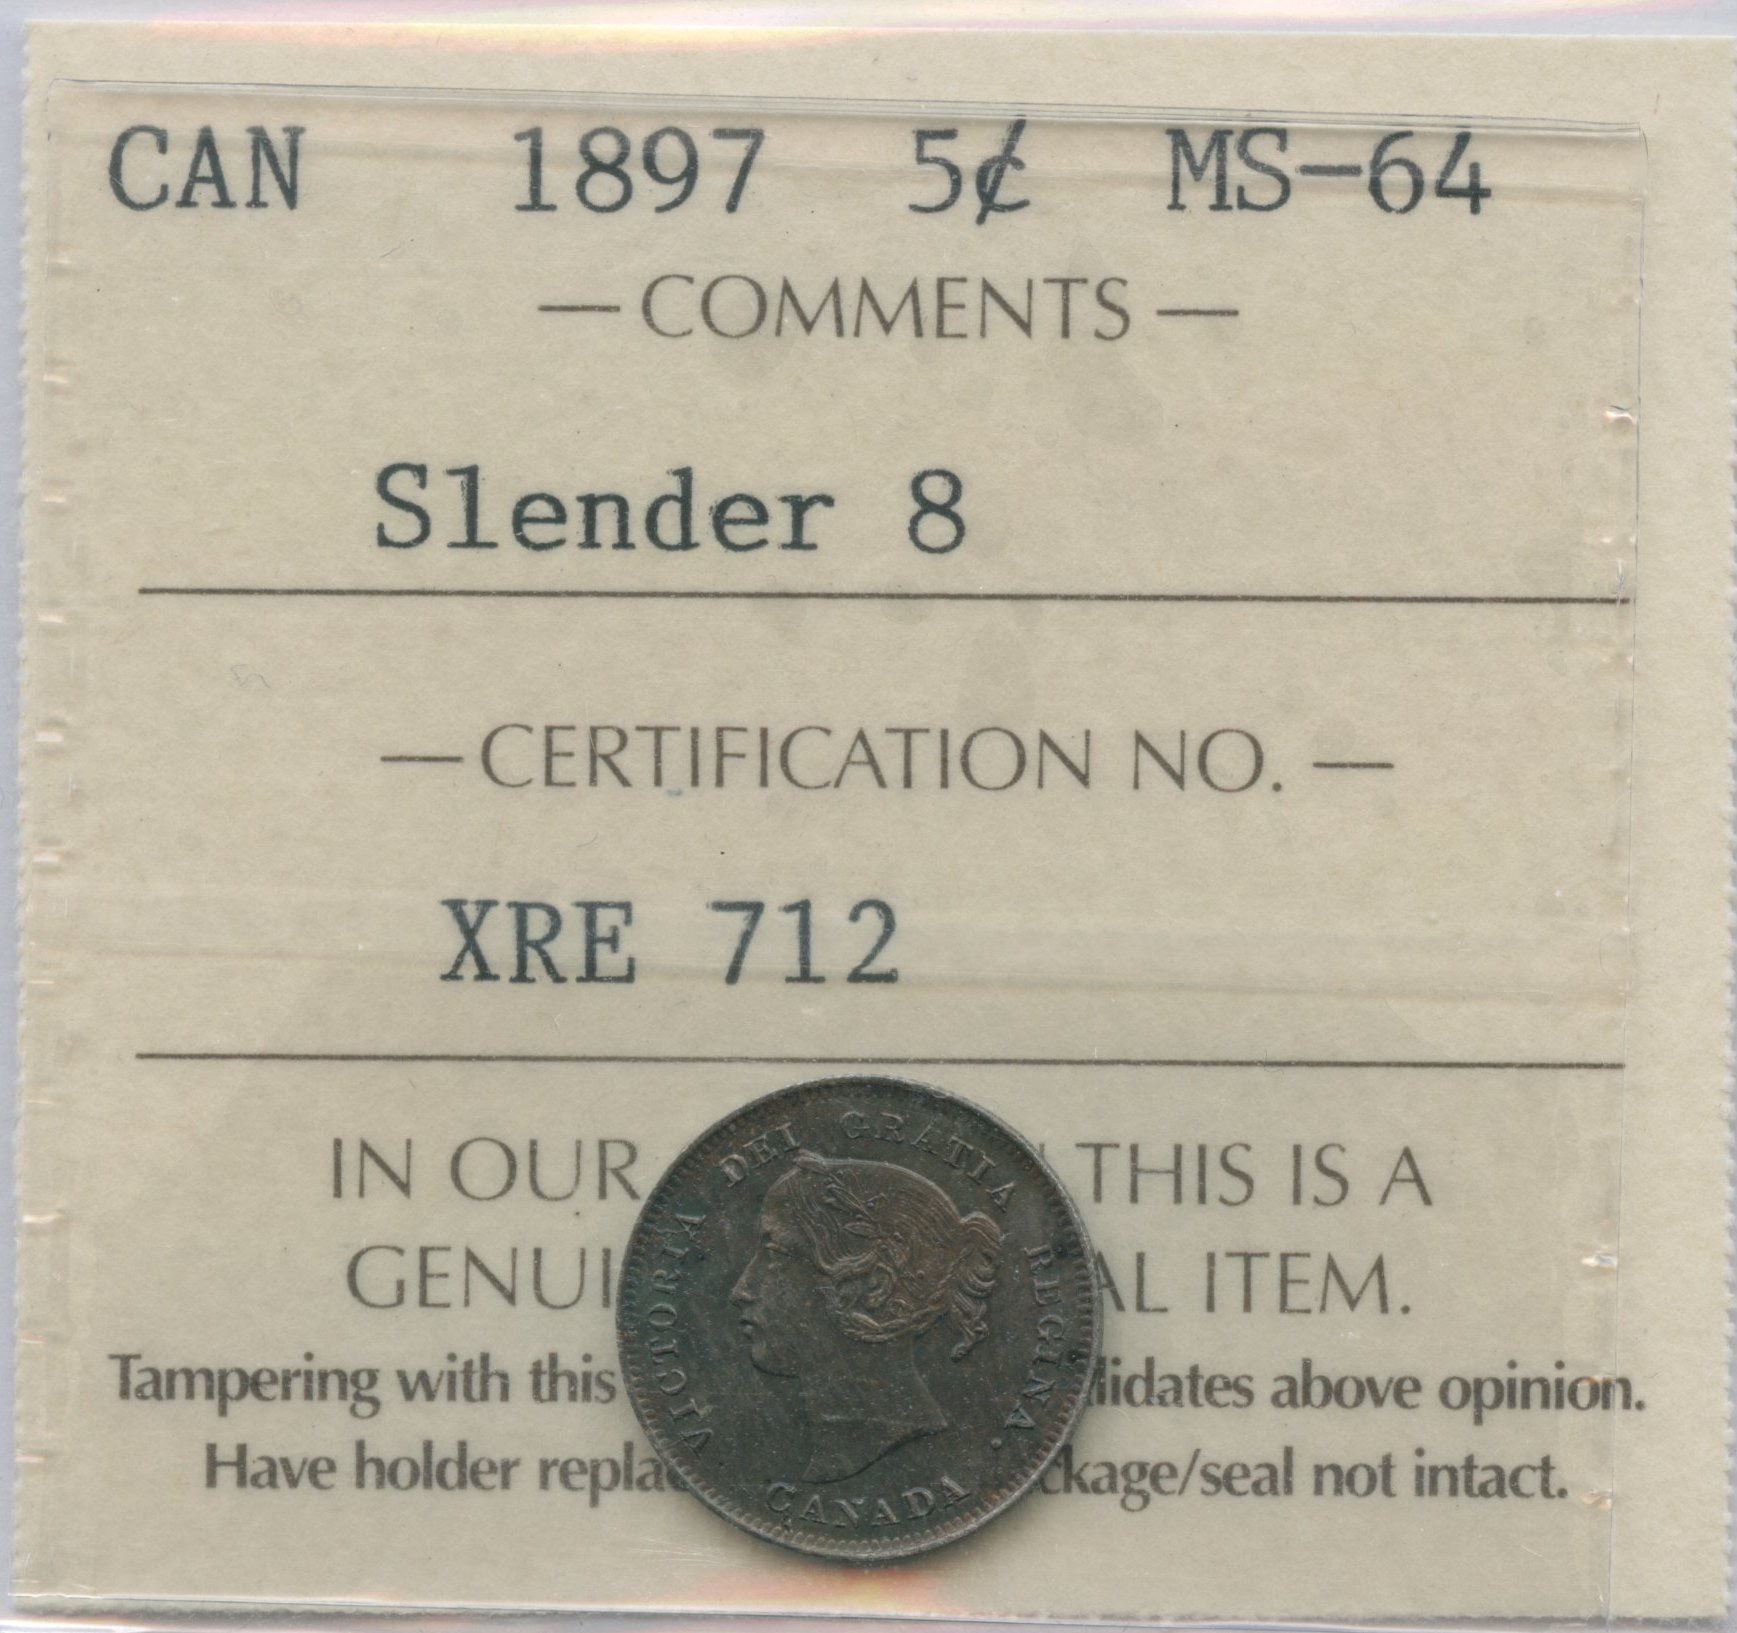 CAN 1897 5¢ MS-64
— COMMENTS —
Slender 8
— CERTIFICATION NO. —
XRE 712
IN OUR THIS IS A
GENUI AL ITEM.
Tampering with this lidates above opinion.
Have holder repla ckage/seal not intact.
VICTORIA DEI GRATIA REGINA.
CANADA